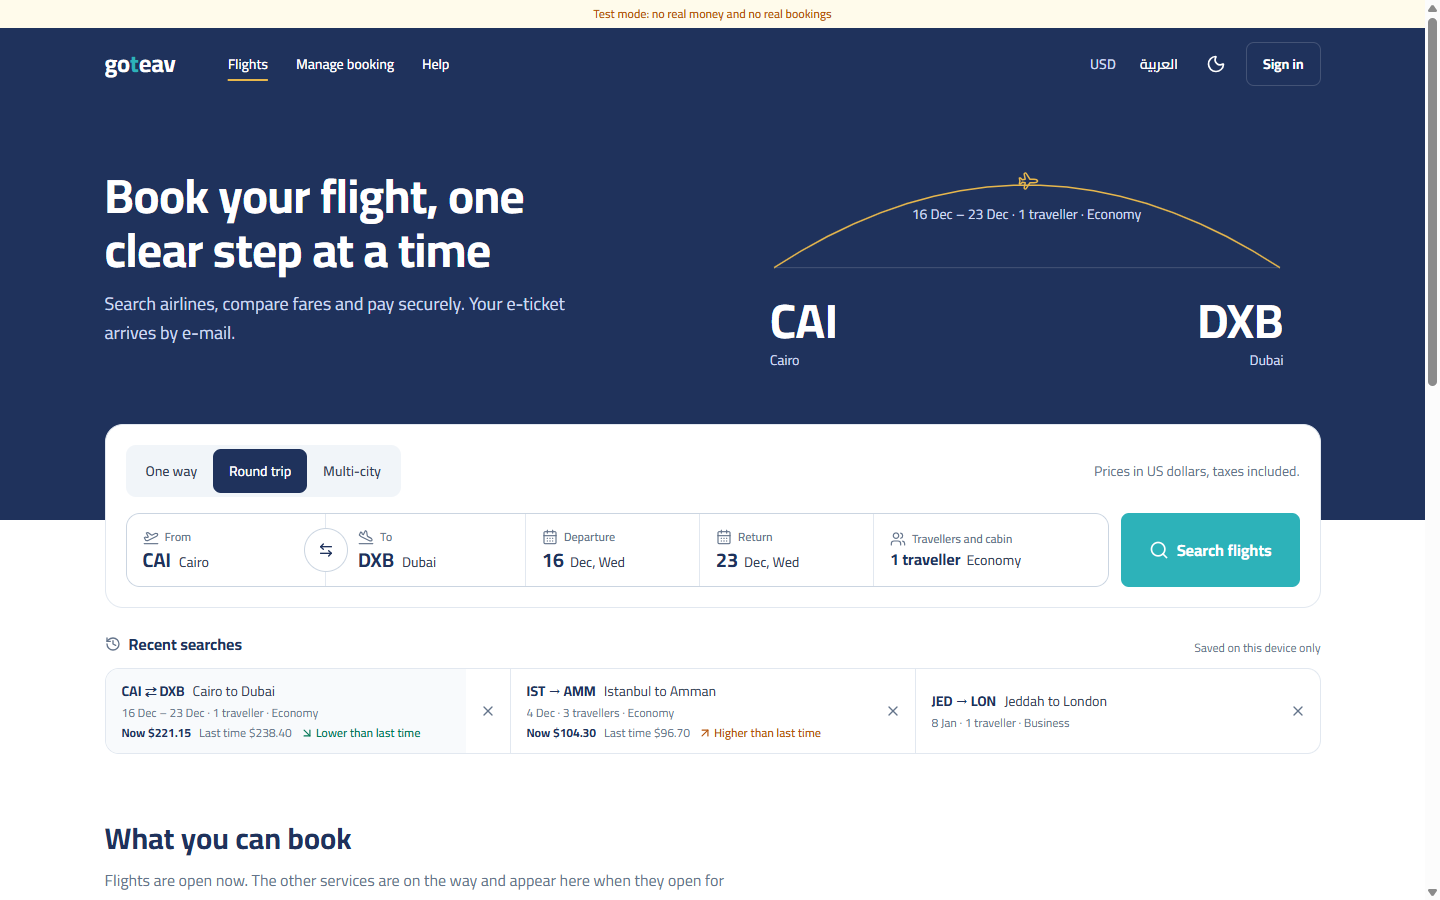 Test mode: no real money and no real bookings
goteav
Flights
Manage booking
Help
USD
العربية
Sign in
Book your flight, one
clear step at a time
Search airlines, compare fares and pay securely. Your e-ticket
arrives by e-mail.
16 Dec – 23 Dec · 1 traveller · Economy
CAI
Cairo
DXB
Dubai
One way
Round trip
Multi-city
Prices in US dollars, taxes included.
From
CAI Cairo
To
DXB Dubai
Departure
16 Dec, Wed
Return
23 Dec, Wed
Travellers and cabin
1 traveller Economy
Search flights
Recent searches
Saved on this device only
CAI ⇄ DXB Cairo to Dubai
16 Dec – 23 Dec · 1 traveller · Economy
Now $221.15 Last time $238.40 ↘ Lower than last time
IST → AMM Istanbul to Amman
4 Dec · 3 travellers · Economy
Now $104.30 Last time $96.70 ↗ Higher than last time
JED → LON Jeddah to London
8 Jan · 1 traveller · Business
What you can book
Flights are open now. The other services are on the way and appear here when they open for